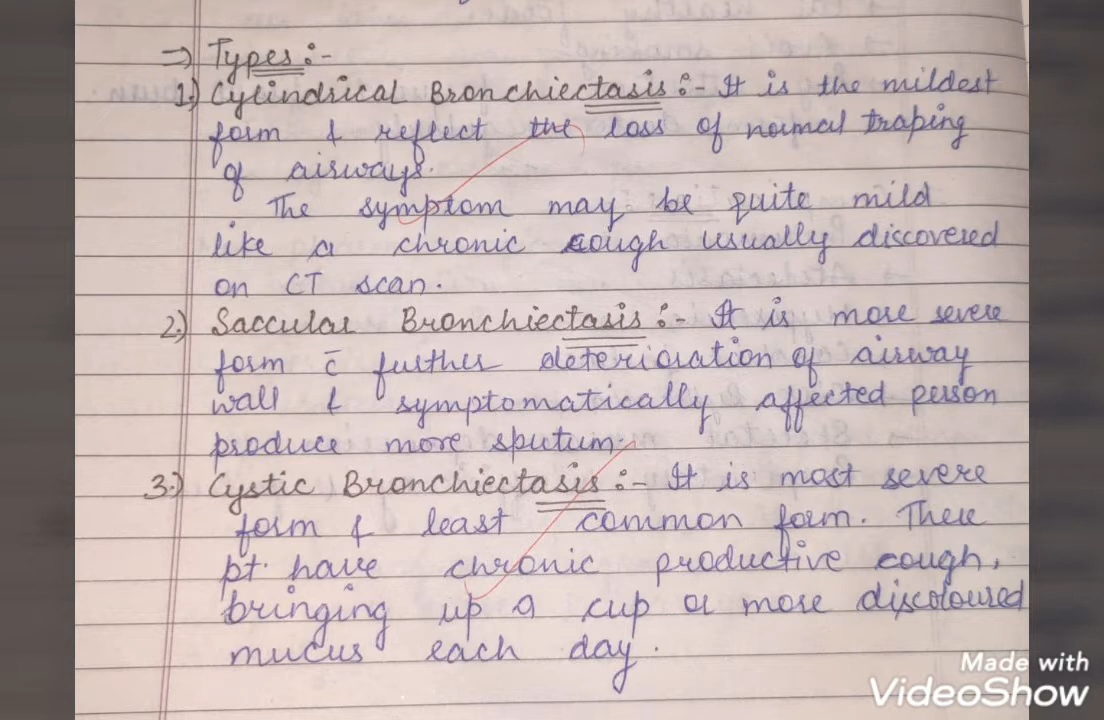 ⇒ Types :-
1.) Cylindrical Bronchiectasis :- It is the mildest
form & reflect the loss of normal traping
of airways.
The symptom may be quite mild
like a chronic cough usually discovered
on CT scan.
2.) Saccular Bronchiectasis :- It is more severe
form c̄ further deterioration of airway
wall & symptomatically affected person
produce more sputum.
3.) Cystic Bronchiectasis :- It is most severe
form & least common form. There
pt. have chronic productive cough,
bringing up a cup or more discoloured
mucus each day.
Made with
VideoShow